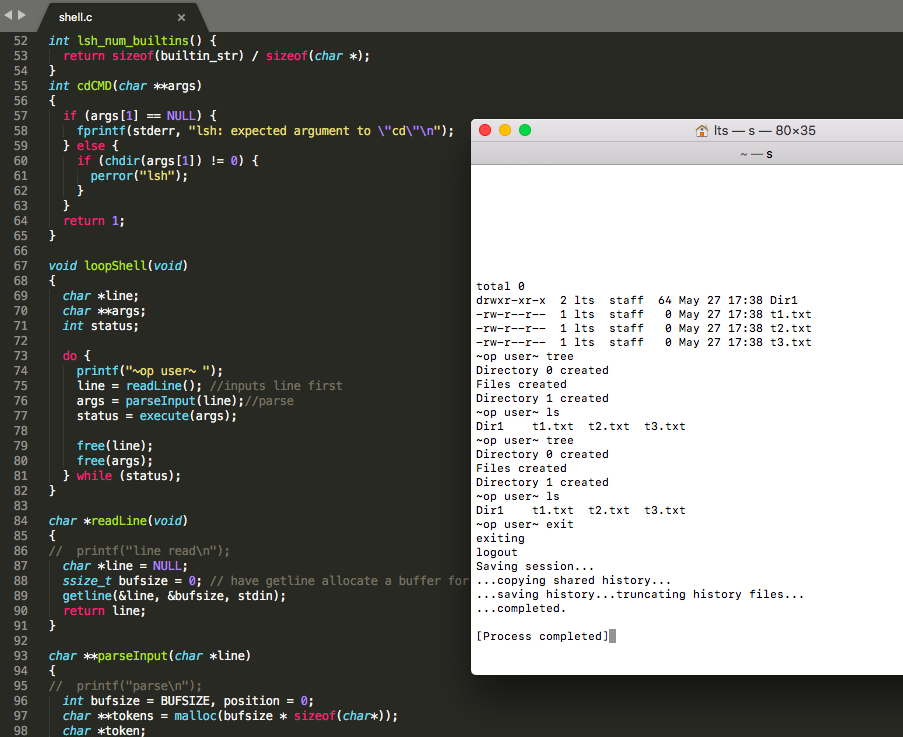 shell.c
52 int lsh_num_builtins() {
53   return sizeof(builtin_str) / sizeof(char *);
54 }
55 int cdCMD(char **args)
56 {
57   if (args[1] == NULL) {
58     fprintf(stderr, "lsh: expected argument to \"cd\"\n");
59   } else {
60     if (chdir(args[1]) != 0) {
61       perror("lsh");
62     }
63   }
64   return 1;
65 }
66
67 void loopShell(void)
68 {
69   char *line;
70   char **args;
71   int status;
72
73   do {
74     printf("~op user~ ");
75     line = readLine(); //inputs line first
76     args = parseInput(line);//parse
77     status = execute(args);
78
79     free(line);
80     free(args);
81   } while (status);
82 }
83
84 char *readLine(void)
85 {
86 //  printf("line read\n");
87   char *line = NULL;
88   ssize_t bufsize = 0; // have getline allocate a buffer for
89   getline(&line, &bufsize, stdin);
90   return line;
91 }
92
93 char **parseInput(char *line)
94 {
95 //  printf("parse\n");
96   int bufsize = BUFSIZE, position = 0;
97   char **tokens = malloc(bufsize * sizeof(char*));
98   char *token;
lts — s — 80×35
~ — s
total 0
drwxr-xr-x  2 lts  staff  64 May 27 17:38 Dir1
-rw-r--r--  1 lts  staff   0 May 27 17:38 t1.txt
-rw-r--r--  1 lts  staff   0 May 27 17:38 t2.txt
-rw-r--r--  1 lts  staff   0 May 27 17:38 t3.txt
~op user~ tree
Directory 0 created
Files created
Directory 1 created
~op user~ ls
Dir1    t1.txt  t2.txt  t3.txt
~op user~ tree
Directory 0 created
Files created
Directory 1 created
~op user~ ls
Dir1    t1.txt  t2.txt  t3.txt
~op user~ exit
exiting
logout
Saving session...
...copying shared history...
...saving history...truncating history files...
...completed.
[Process completed]